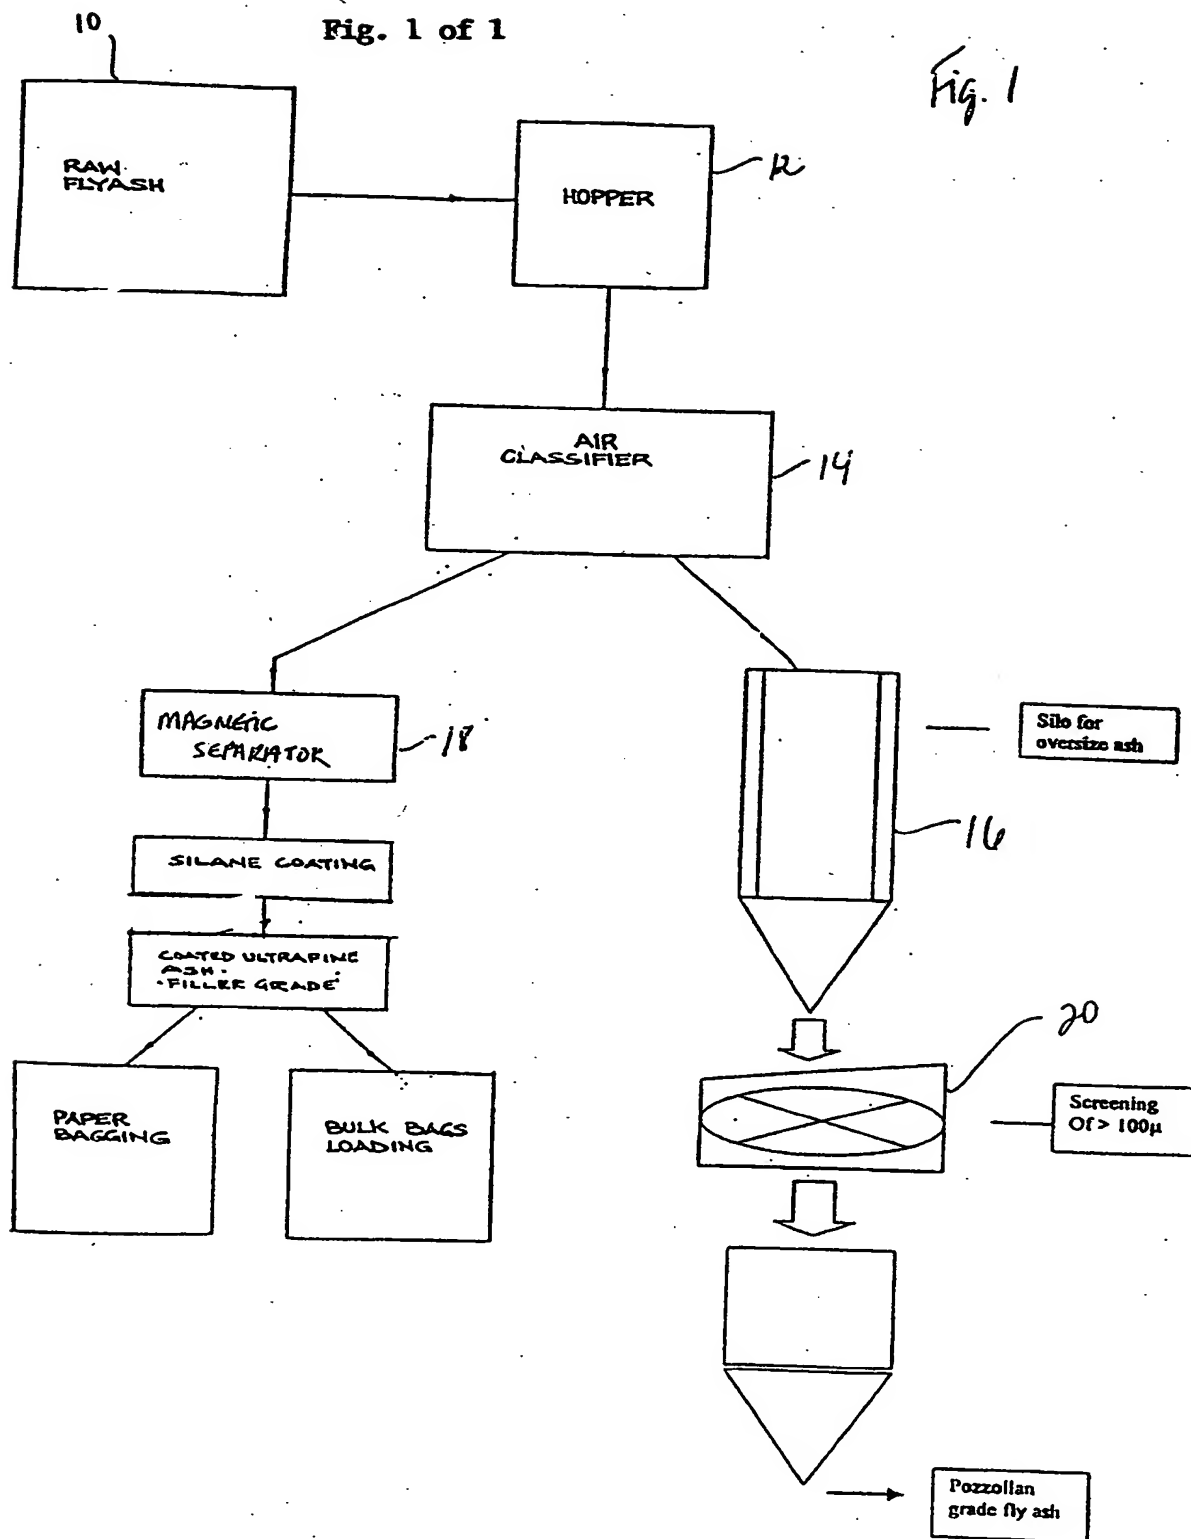 10
Fig. 1 of 1
Fig. 1
RAW
FLYASH
HOPPER
12
AIR
CLASSIFIER
14
MAGNETIC
SEPARATOR
18
Silo for
oversize ash
16
SILANE COATING
COATED ULTRAFINE
ASH.
FILLER GRADE
20
PAPER
BAGGING
BULK BAGS
LOADING
Screening
Of > 100µ
Pozzollan
grade fly ash